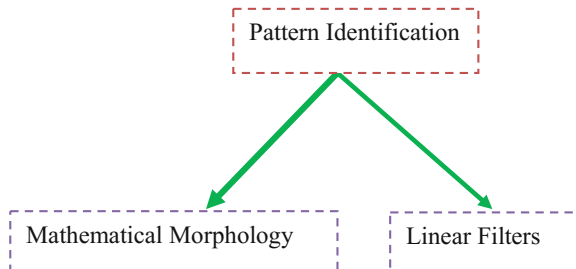 Pattern Identification
Mathematical Morphology
Linear Filters